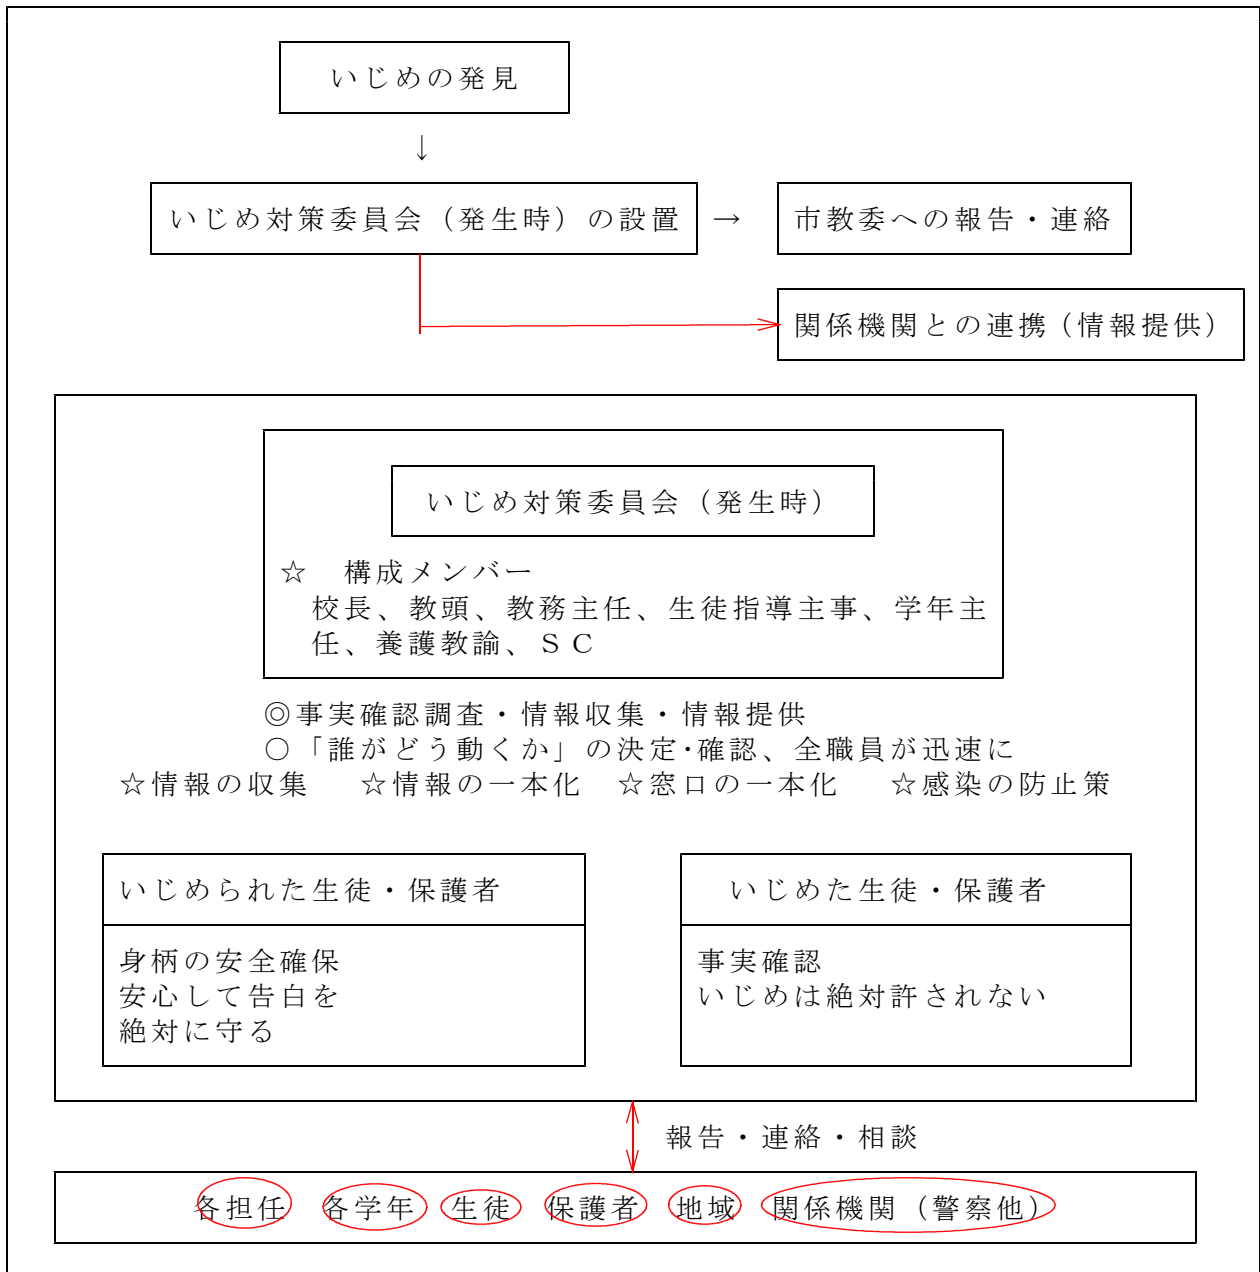 いじめの発見
↓
いじめ対策委員会（発生時）の設置 → 市教委への報告・連絡
関係機関との連携（情報提供）
いじめ対策委員会（発生時）
☆　構成メンバー
校長、教頭、教務主任、生徒指導主事、学年主
任、養護教諭、ＳＣ
◎事実確認調査・情報収集・情報提供
○「誰がどう動くか」の決定・確認、全職員が迅速に
☆情報の収集　☆情報の一本化　☆窓口の一本化　☆感染の防止策
いじめられた生徒・保護者
身柄の安全確保
安心して告白を
絶対に守る
いじめた生徒・保護者
事実確認
いじめは絶対許されない
報告・連絡・相談
各担任　各学年　生徒　保護者　地域　関係機関（警察他）